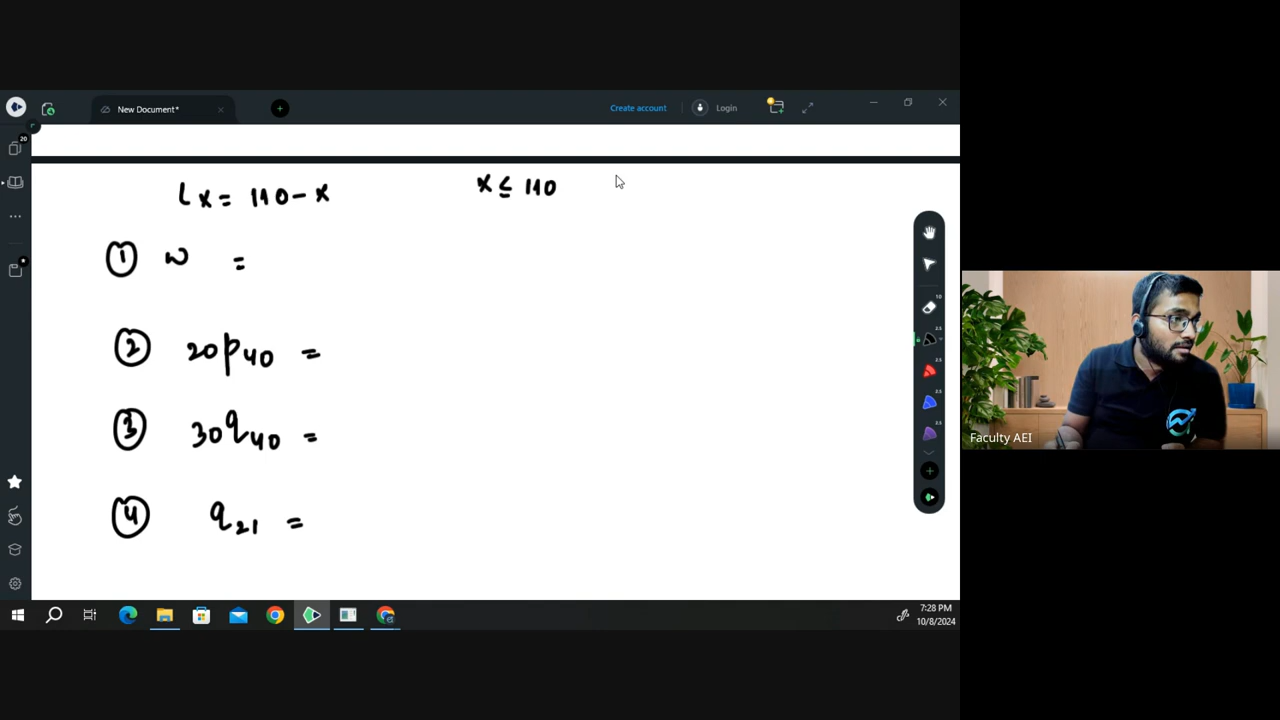 New Document*
Create account
Login
20
lx = 110 - x    x ≤ 110
① ω =
② 20p40 =
③ 30q40 =
④ q21 =
Faculty AEI
7:28 PM
10/8/2024